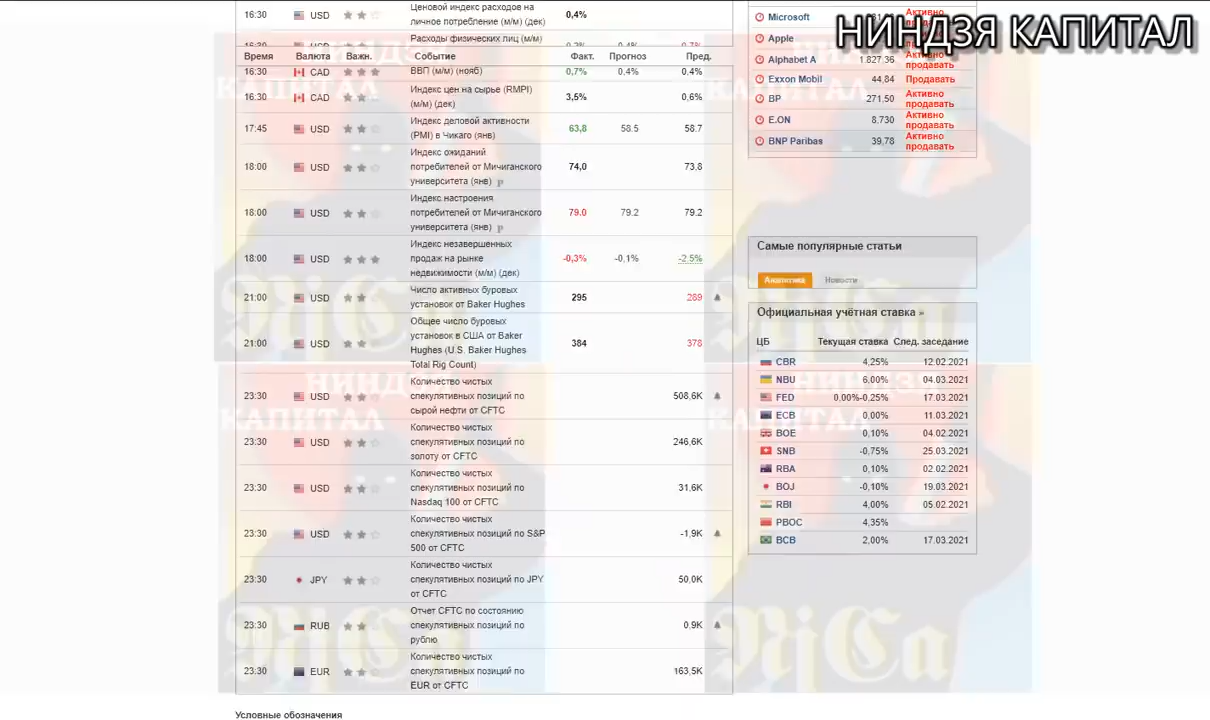 НИНДЗЯ КАПИТАЛ
16:30 USD Ценовой индекс расходов на
личное потребление (м/м) (дек) 0,4%
Расходы физических лиц (м/м)
Время Валюта Важн. Событие Факт. Прогноз Пред.
16:30 CAD ВВП (м/м) (нояб) 0,7% 0,4% 0,4%
16:30 CAD Индекс цен на сырье (RMPI)
(м/м) (дек) 3,5% 0,6%
17:45 USD Индекс деловой активности
(PMI) в Чикаго (янв) 63,8 58.5 58.7
18:00 USD Индекс ожиданий
потребителей от Мичиганского
университета (янв) 74,0 73.8
18:00 USD Индекс настроения
потребителей от Мичиганского
университета (янв) 79.0 79.2 79.2
18:00 USD Индекс незавершенных
продаж на рынке
недвижимости (м/м) (дек) -0,3% -0,1% -2.5%
21:00 USD Число активных буровых
установок от Baker Hughes 295 289
21:00 USD Общее число буровых
установок в США от Baker
Hughes (U.S. Baker Hughes
Total Rig Count) 384 378
23:30 USD Количество чистых
спекулятивных позиций по
сырой нефти от CFTC 508,6K
23:30 USD Количество чистых
спекулятивных позиций по
золоту от CFTC 246,6K
23:30 USD Количество чистых
спекулятивных позиций по
Nasdaq 100 от CFTC 31,6K
23:30 USD Количество чистых
спекулятивных позиций по S&P
500 от CFTC -1,9K
23:30 JPY Количество чистых
спекулятивных позиций по JPY
от CFTC 50,0K
23:30 RUB Отчет CFTC по состоянию
спекулятивных позиций по
рублю 0.9K
23:30 EUR Количество чистых
спекулятивных позиций по
EUR от CFTC 163,5K
Условные обозначения
Microsoft
продавать
Apple
Alphabet A 1.827,36 Активно
продавать
Exxon Mobil 44,84 Продавать
BP 271.50 Активно
продавать
E.ON 8.730 Активно
продавать
BNP Paribas 39,78 Активно
продавать
Самые популярные статьи
Аналитика Новости
Официальная учётная ставка »
ЦБ Текущая ставка След. заседание
CBR 4,25% 12.02.2021
NBU 6,00% 04.03.2021
FED 0,00%-0.25% 17.03.2021
ECB 0,00% 11.03.2021
BOE 0,10% 04.02.2021
SNB -0,75% 25.03.2021
RBA 0,10% 02.02.2021
BOJ -0,10% 19.03.2021
RBI 4,00% 05.02.2021
PBOC 4,35%
BCB 2,00% 17.03.2021
НИНДЗЯ
КАПИТАЛ
NjCa
NjCa